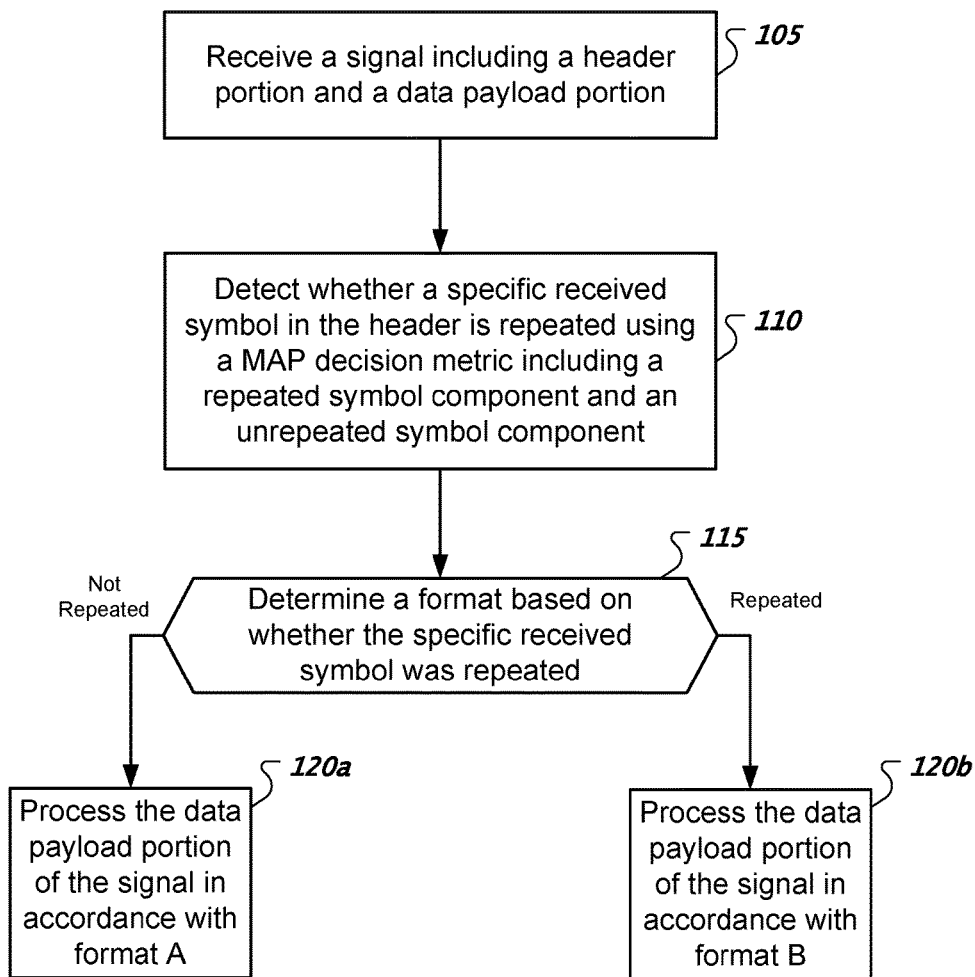 105
Receive a signal including a header
portion and a data payload portion
Detect whether a specific received
symbol in the header is repeated using
a MAP decision metric including a
repeated symbol component and an
unrepeated symbol component
110
115
Not
Repeated
Determine a format based on
whether the specific received
symbol was repeated
Repeated
120a
Process the data
payload portion
of the signal in
accordance with
format A
120b
Process the data
payload portion
of the signal in
accordance with
format B